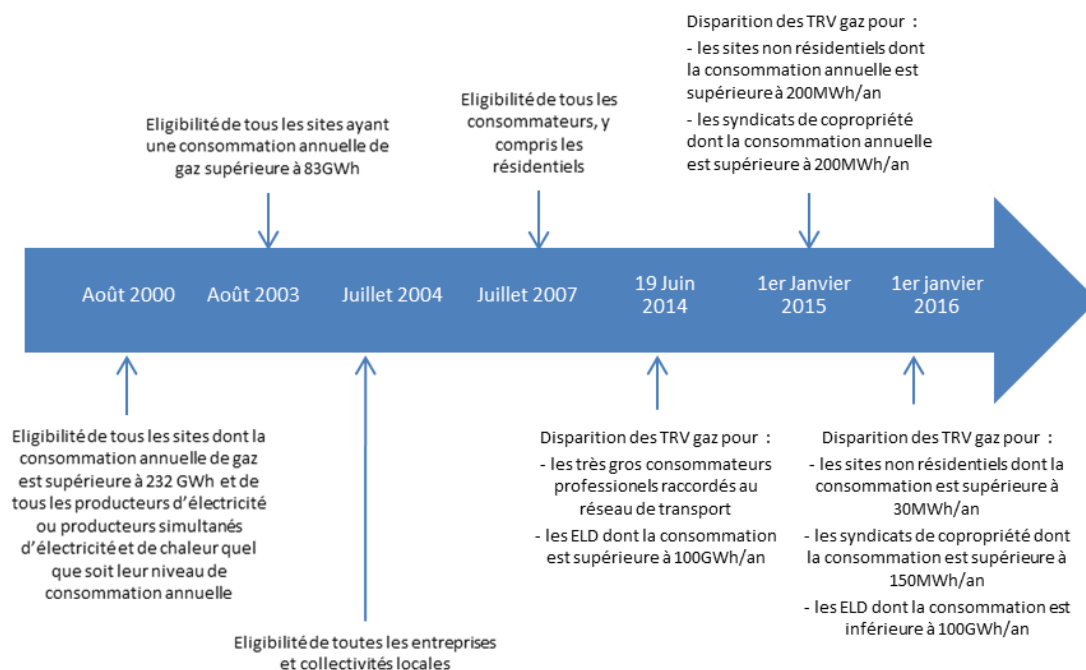 Disparition des TRV gaz pour :
- les sites non résidentiels dont
la consommation annuelle est
supérieure à 200MWh/an
- les syndicats de copropriété
dont la consommation annuelle
est supérieure à 200MWh/an
Eligibilité de tous les
consommateurs, y
compris les
résidentiels
Eligibilité de tous les sites ayant
une consommation annuelle de
gaz supérieure à 83GWh
Août 2000
Août 2003
Juillet 2004
Juillet 2007
19 Juin
2014
1er Janvier
2015
1er janvier
2016
Eligibilité de tous les sites dont la
consommation annuelle de gaz
est supérieure à 232 GWh et de
tous les producteurs d'électricité
ou producteurs simultanés
d'électricité et de chaleur quel
que soit leur niveau de
consommation annuelle
Eligibilité de toutes les entreprises
et collectivités locales
Disparition des TRV gaz pour :
- les très gros consommateurs
professionels raccordés au
réseau de transport
- les ELD dont la consommation
est supérieure à 100GWh/an
Disparition des TRV gaz pour :
- les sites non résidentiels dont la
consommation est supérieure à
30MWh/an
- les syndicats de copropriété dont
la consommation est supérieure à
150MWh/an
- les ELD dont la consommation est
inférieure à 100GWh/an